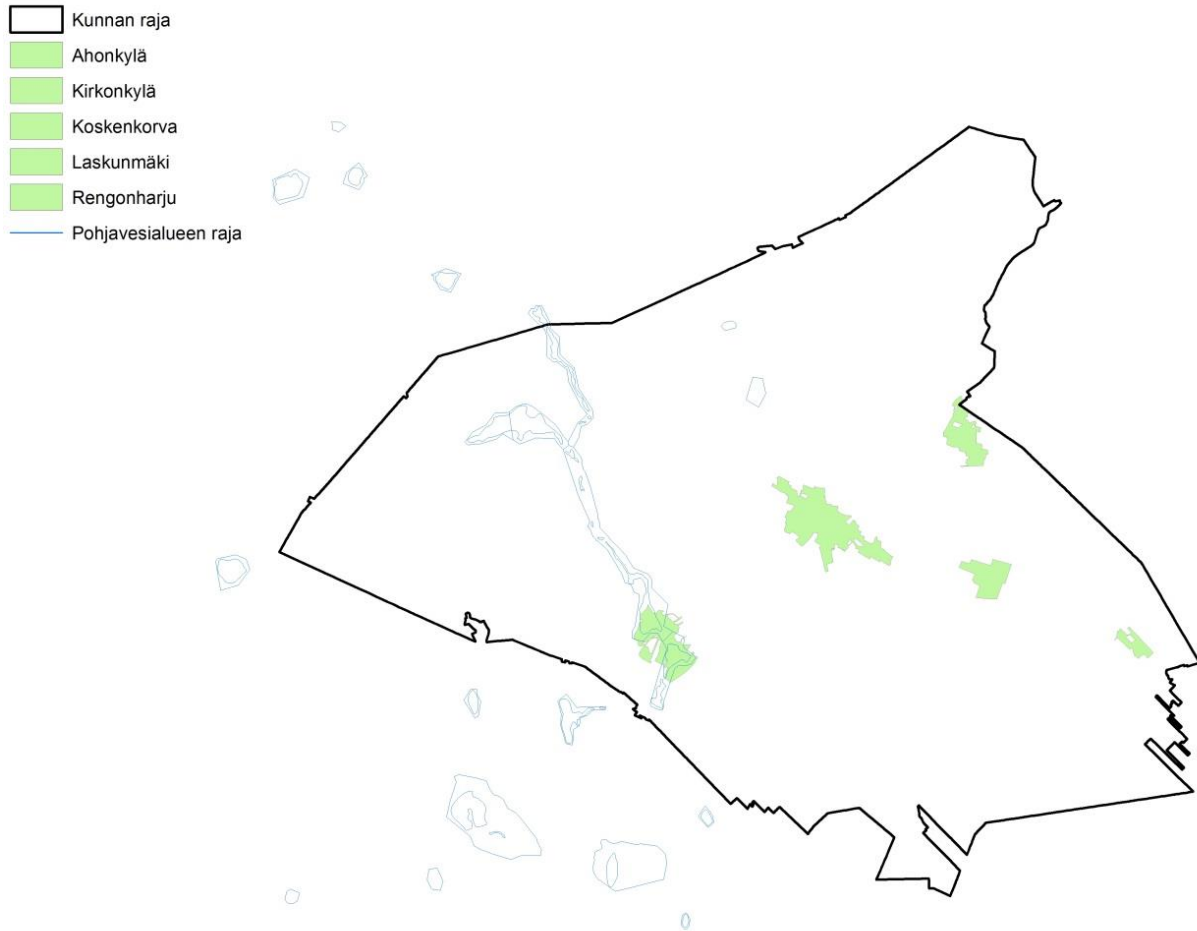 Kunnan raja
Ahonkylä
Kirkonkylä
Koskenkorva
Laskunmäki
Rengonharju
Pohjavesialueen raja